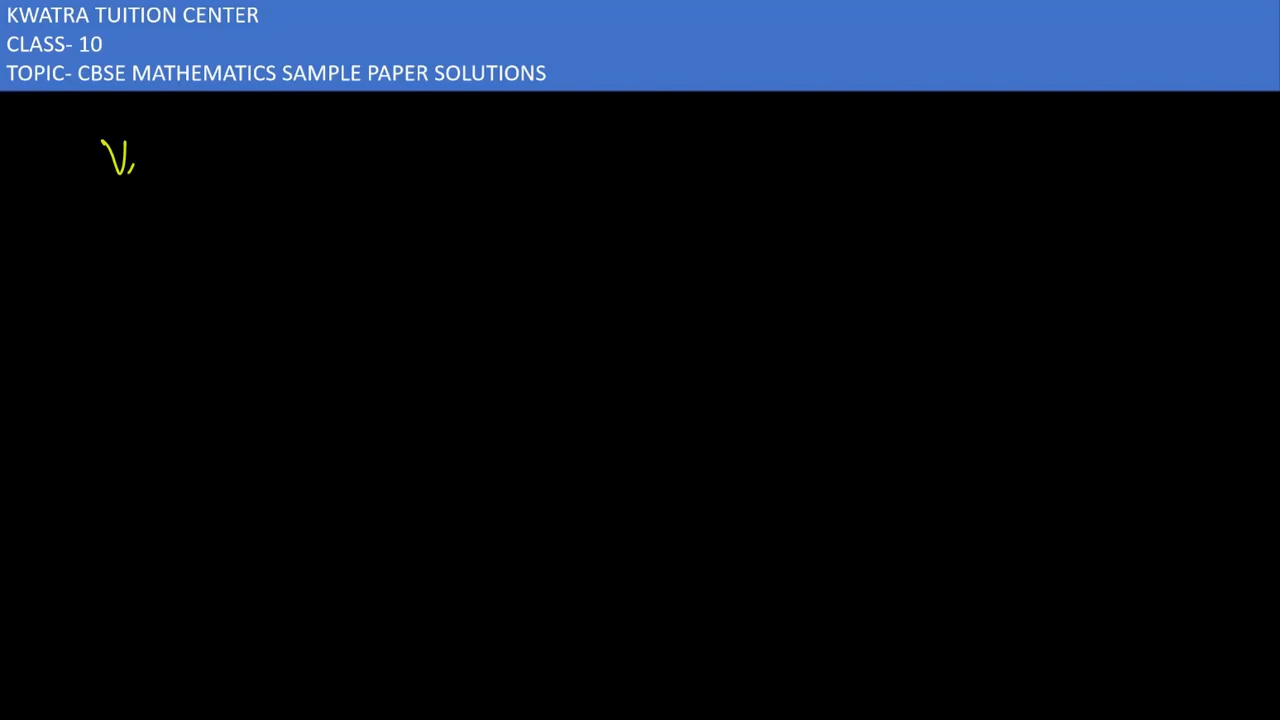 KWATRA TUITION CENTER
CLASS- 10
TOPIC- CBSE MATHEMATICS SAMPLE PAPER SOLUTIONS